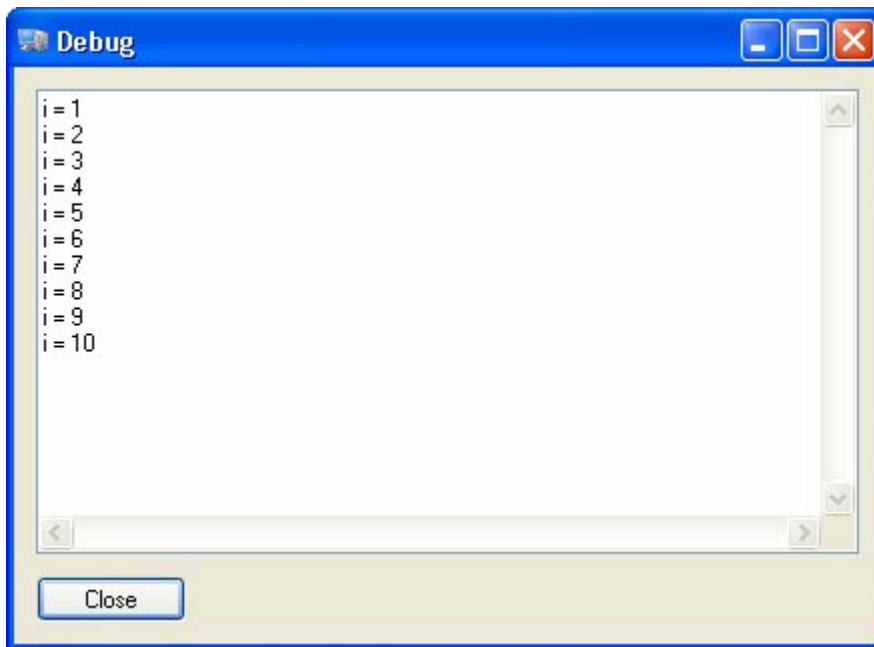 Debug
i = 1
i = 2
i = 3
i = 4
i = 5
i = 6
i = 7
i = 8
i = 9
i = 10
Close